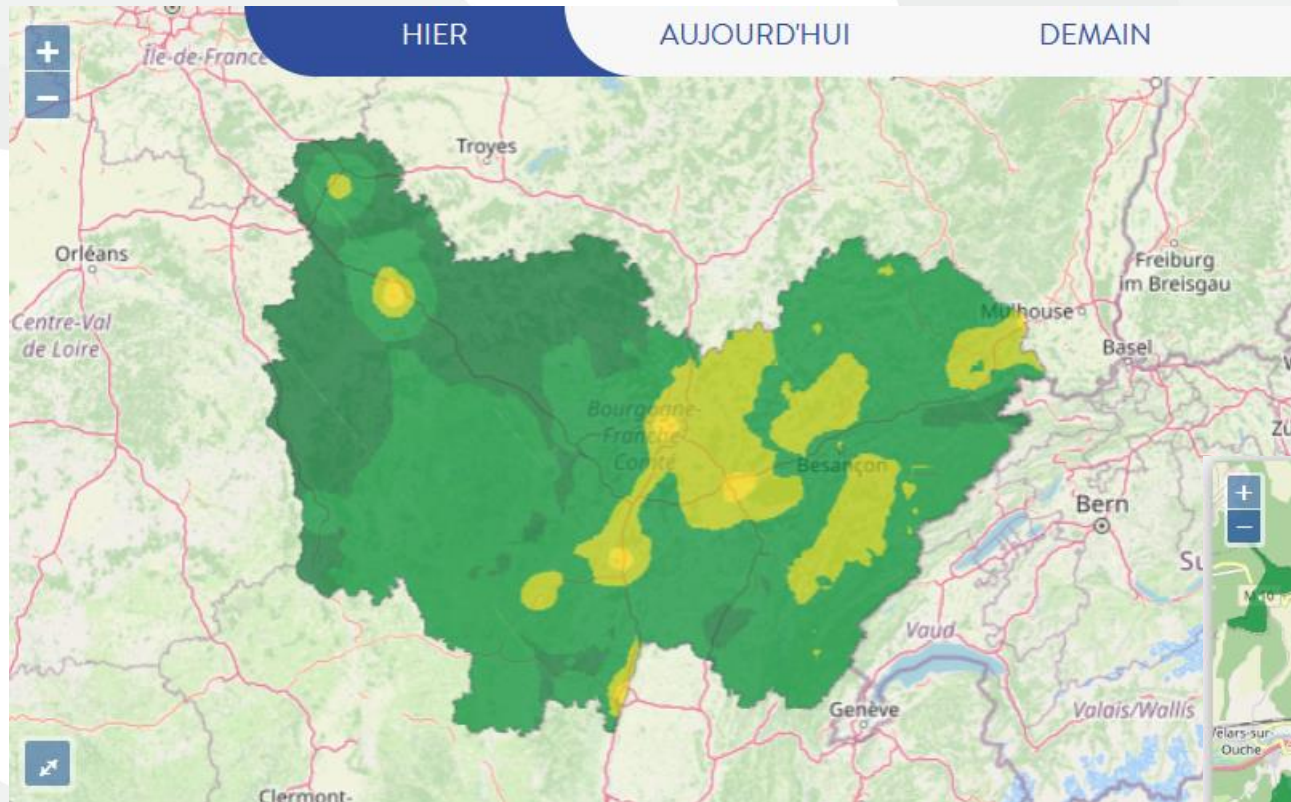 HIER
AUJOURD'HUI
DEMAIN
+
−
Île-de-France
Troyes
Orléans
Freiburg
im Breisgau
Mulhouse
Centre-Val
de Loire
Basel
Bourgogne-
Franche-
Comté
Besançon
Bern
+
−
Vaud
Genève
Valais/Wallis
Velars-sur-
Ouche
Clermont-